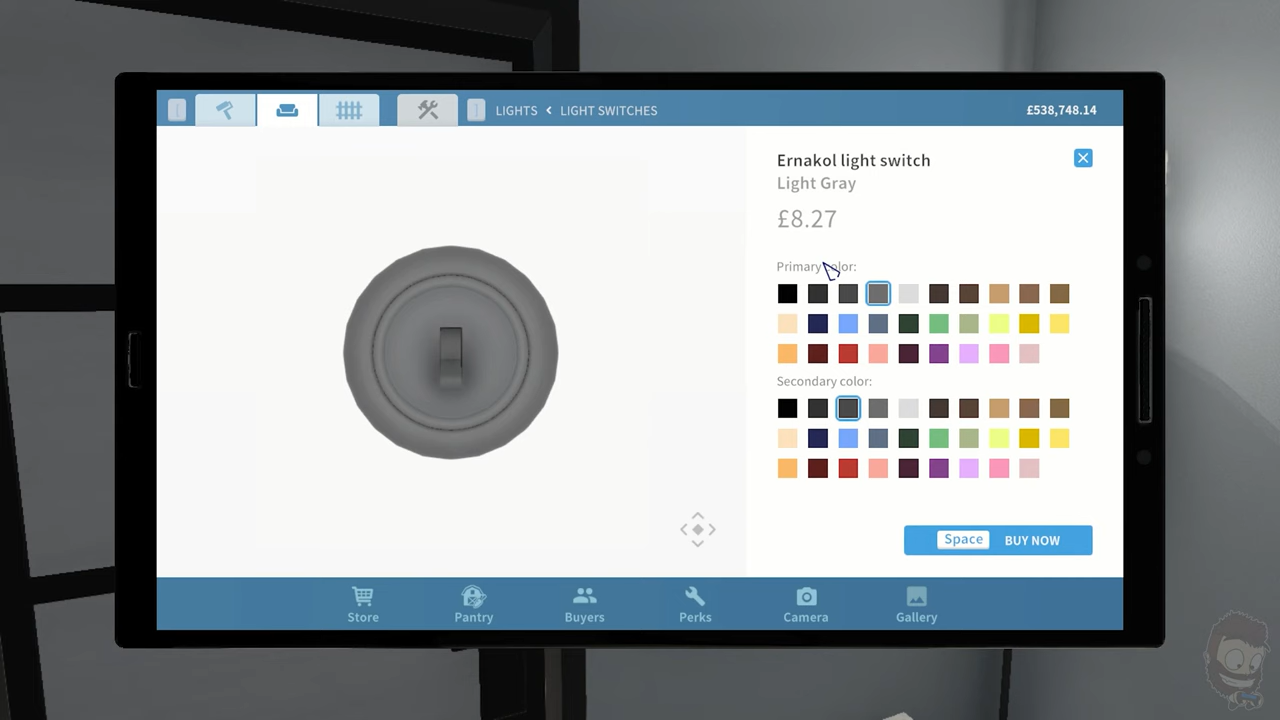 LIGHTS < LIGHT SWITCHES
£538,748.14
Ernakol light switch
Light Gray
£8.27
Primary color:
Secondary color:
Space BUY NOW
Store
Pantry
Buyers
Perks
Camera
Gallery